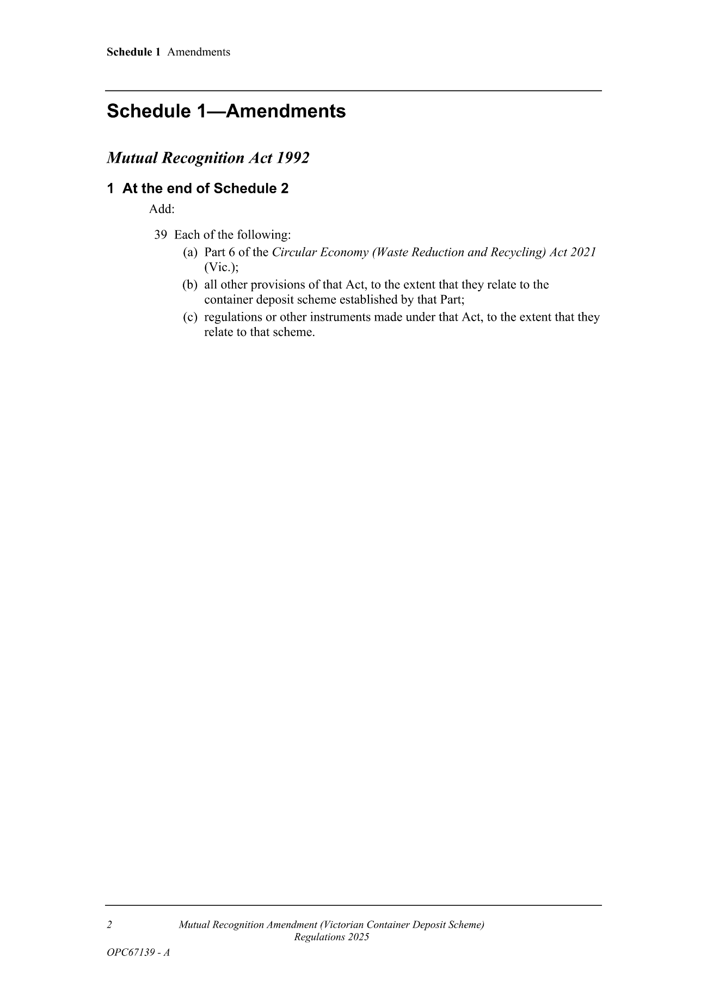 Schedule 1 Amendments
Schedule 1—Amendments
Mutual Recognition Act 1992
1 At the end of Schedule 2
Add:
39 Each of the following:
(a) Part 6 of the Circular Economy (Waste Reduction and Recycling) Act 2021
(Vic.);
(b) all other provisions of that Act, to the extent that they relate to the
container deposit scheme established by that Part;
(c) regulations or other instruments made under that Act, to the extent that they
relate to that scheme.
2 Mutual Recognition Amendment (Victorian Container Deposit Scheme)
Regulations 2025
OPC67139 - A